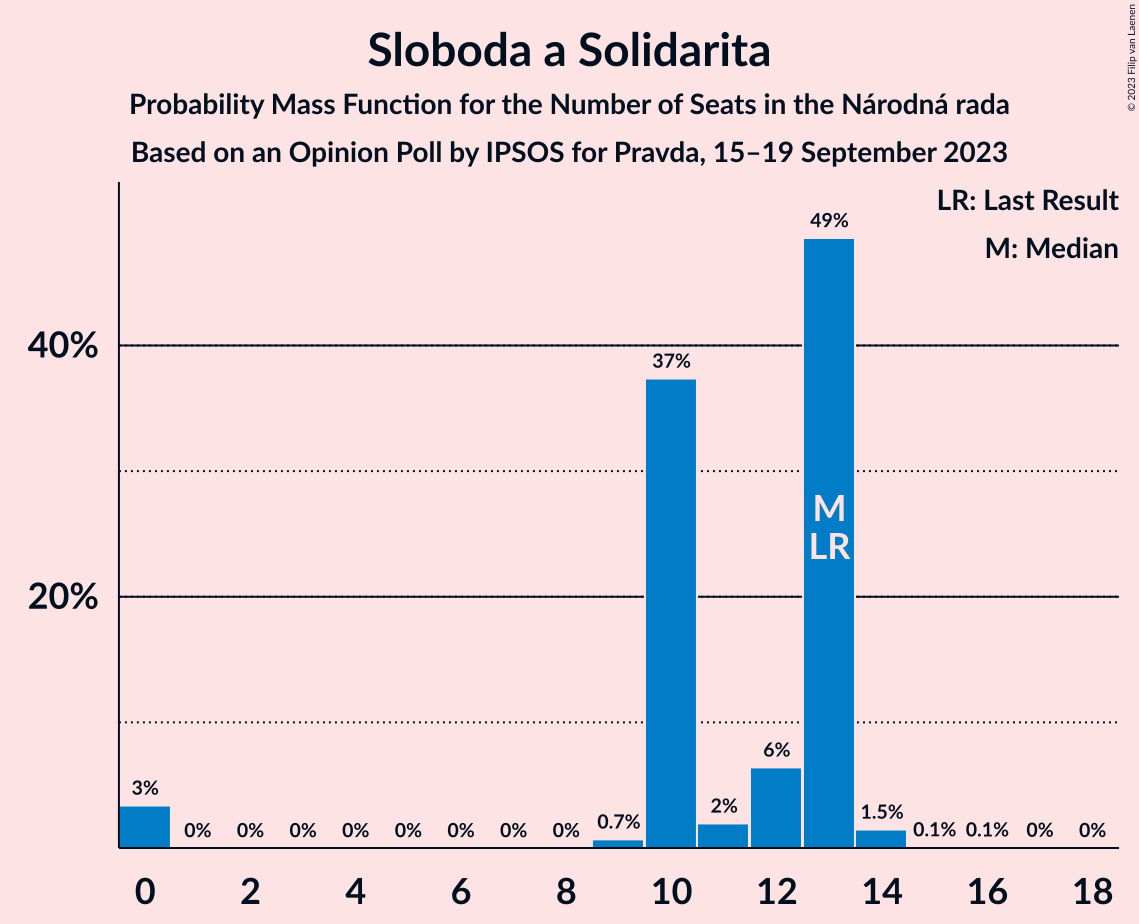 Sloboda a Solidarita
Probability Mass Function for the Number of Seats in the Národná rada
Based on an Opinion Poll by IPSOS for Pravda, 15–19 September 2023
© 2023 Filip van Laenen
LR: Last Result
M: Median
49%
40%
37%
M
LR
20%
6%
3%
2%
1.5%
0.7%
0% 0% 0% 0% 0% 0% 0% 0% 0.1% 0.1% 0% 0%
0 2 4 6 8 10 12 14 16 18